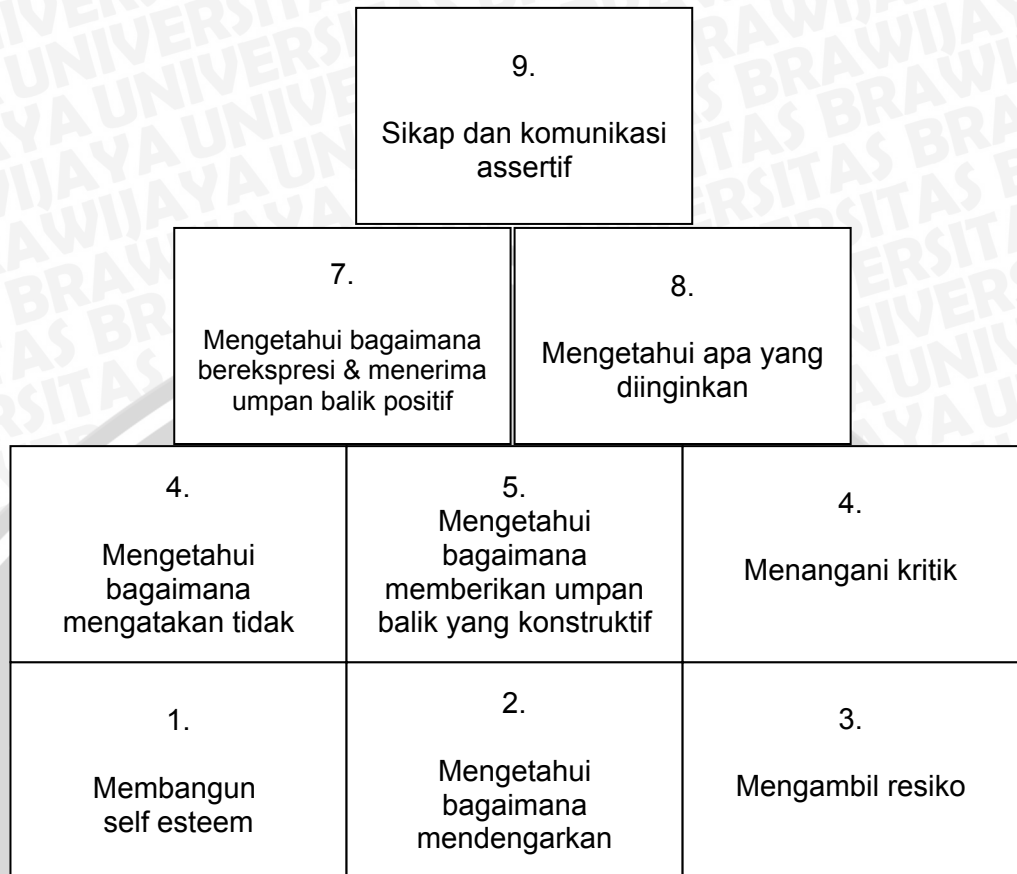 9.
Sikap dan komunikasi
assertif
7.
Mengetahui bagaimana
berekspresi & menerima
umpan balik positif
8.
Mengetahui apa yang
diinginkan
4.
Mengetahui
bagaimana
mengatakan tidak
5.
Mengetahui
bagaimana
memberikan umpan
balik yang konstruktif
4.
Menangani kritik
1.
Membangun
self esteem
2.
Mengetahui
bagaimana
mendengarkan
3.
Mengambil resiko